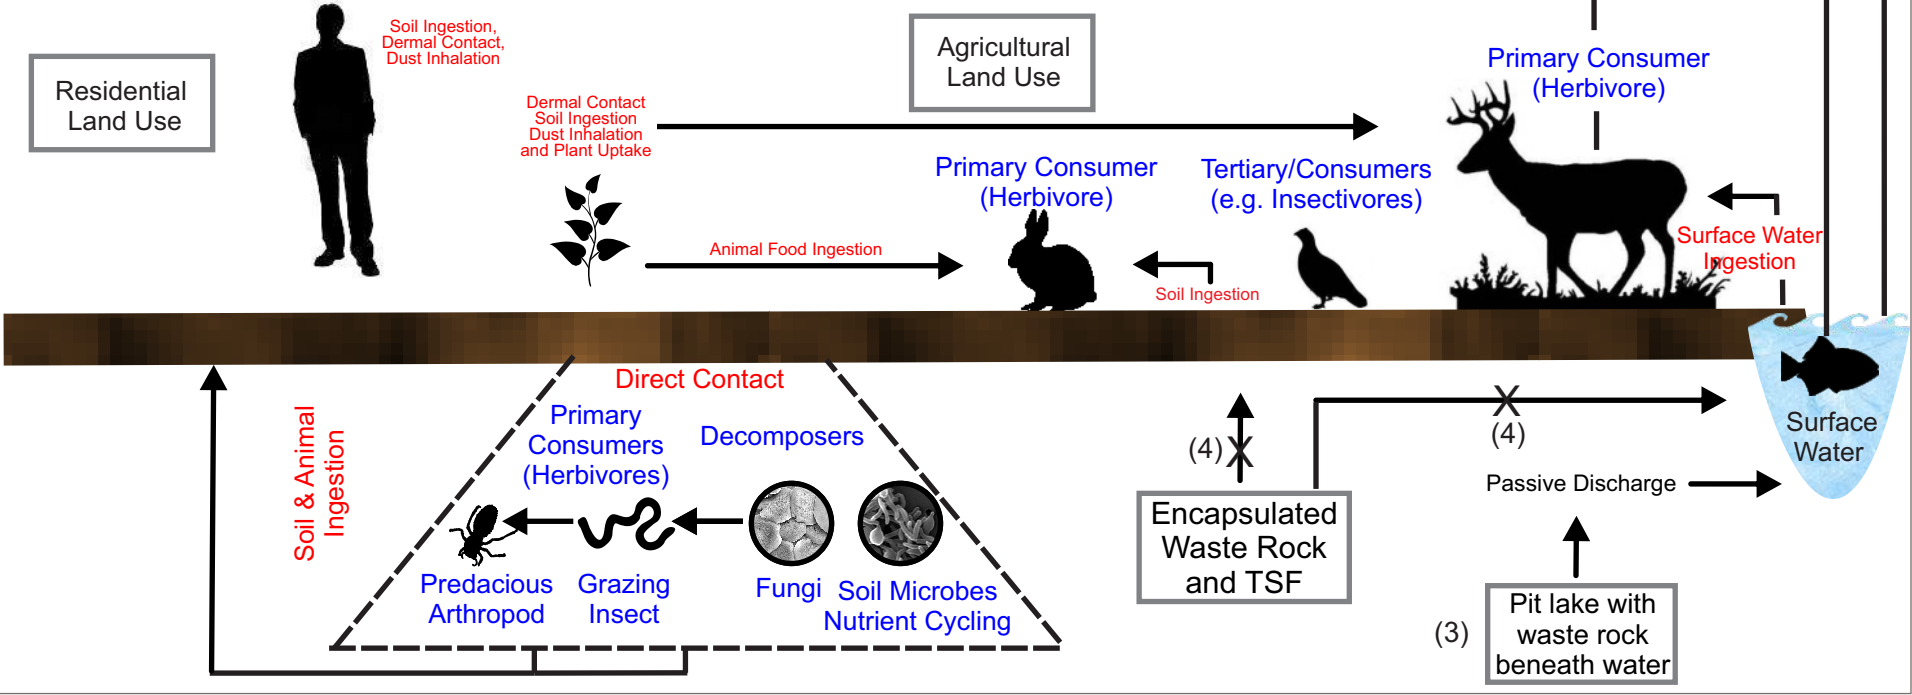 Residential
Land Use
Soil Ingestion,
Dermal Contact,
Dust Inhalation
Dermal Contact
Soil Ingestion
Dust Inhalation
and Plant Uptake
Agricultural
Land Use
Primary Consumer
(Herbivore)
Primary Consumer
(Herbivore)
Tertiary/Consumers
(e.g. Insectivores)
Animal Food Ingestion
Soil Ingestion
Surface Water
Ingestion
Soil & Animal
Ingestion
Direct Contact
Primary
Consumers
(Herbivores)
Decomposers
Predacious
Arthropod
Grazing
Insect
Fungi
Soil Microbes
Nutrient Cycling
(4)
X
X
(4)
Surface
Water
Passive Discharge
Encapsulated
Waste Rock
and TSF
(3)
Pit lake with
waste rock
beneath water